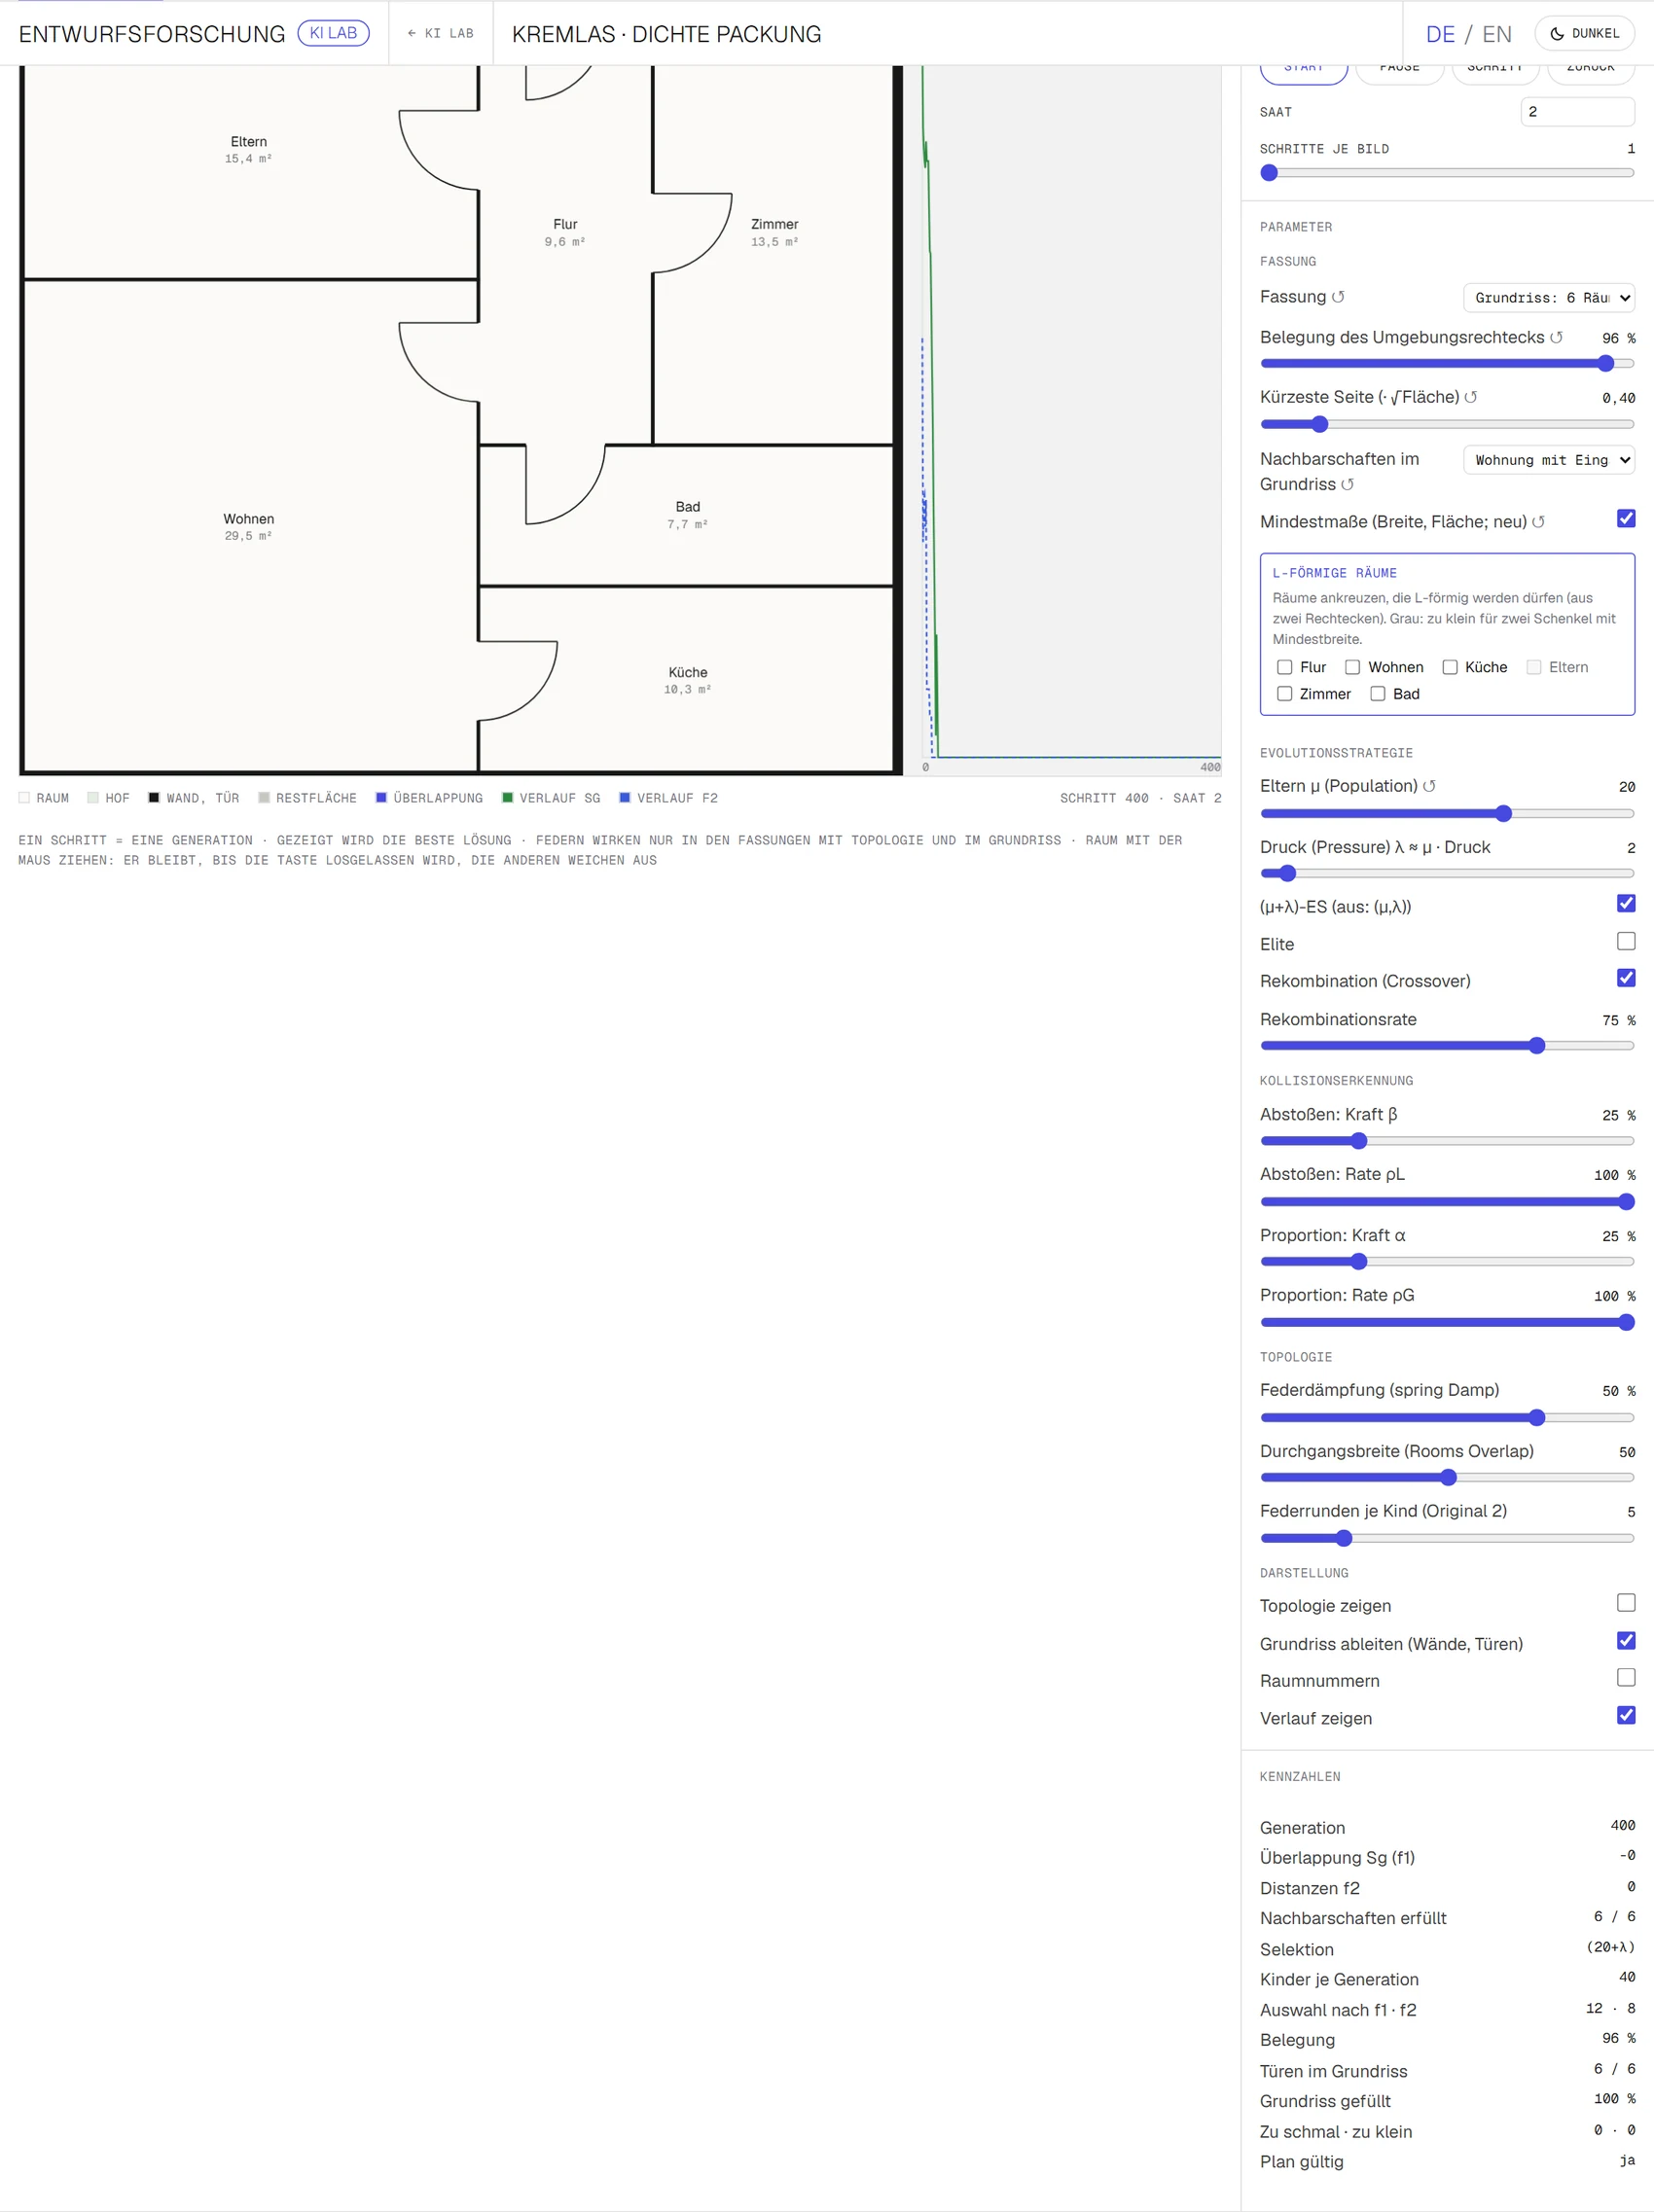 ENTWURFSFORSCHUNG KI LAB ← KI LAB KREMLAS · DICHTE PACKUNG DE / EN DUNKEL
START PAUSE SCHRITT ZURÜCK
SAAT 2
SCHRITTE JE BILD 1
PARAMETER
FASSUNG
Fassung ↺ Grundriss: 6 Räu
Belegung des Umgebungsrechtecks ↺ 96 %
Kürzeste Seite (·√Fläche) ↺ 0,40
Nachbarschaften im
Grundriss ↺ Wohnung mit Eing
Mindestmaße (Breite, Fläche; neu) ↺
L-FÖRMIGE RÄUME
Räume ankreuzen, die L-förmig werden dürfen (aus
zwei Rechtecken). Grau: zu klein für zwei Schenkel mit
Mindestbreite.
Flur Wohnen Küche Eltern
Zimmer Bad
EVOLUTIONSSTRATEGIE
Eltern µ (Population) ↺ 20
Druck (Pressure) λ ≈ µ · Druck 2
(µ+λ)-ES (aus: (µ,λ))
Elite
Rekombination (Crossover)
Rekombinationsrate 75 %
KOLLISIONSERKENNUNG
Abstoßen: Kraft β 25 %
Abstoßen: Rate ρL 100 %
Proportion: Kraft α 25 %
Proportion: Rate ρG 100 %
TOPOLOGIE
Federdämpfung (spring Damp) 50 %
Durchgangsbreite (Rooms Overlap) 50
Federrunden je Kind (Original 2) 5
DARSTELLUNG
Topologie zeigen
Grundriss ableiten (Wände, Türen)
Raumnummern
Verlauf zeigen
KENNZAHLEN
Generation 400
Überlappung Sg (f1) -0
Distanzen f2 0
Nachbarschaften erfüllt 6 / 6
Selektion (20+λ)
Kinder je Generation 40
Auswahl nach f1 · f2 12 · 8
Belegung 96 %
Türen im Grundriss 6 / 6
Grundriss gefüllt 100 %
Zu schmal · zu klein 0 · 0
Plan gültig ja
Eltern
15,4 m²
Flur
9,6 m²
Zimmer
13,5 m²
Wohnen
29,5 m²
Bad
7,7 m²
Küche
10,3 m²
0 400
RAUM HOF WAND, TÜR RESTFLÄCHE ÜBERLAPPUNG VERLAUF SG VERLAUF F2 SCHRITT 400 · SAAT 2
EIN SCHRITT = EINE GENERATION · GEZEIGT WIRD DIE BESTE LÖSUNG · FEDERN WIRKEN NUR IN DEN FASSUNGEN MIT TOPOLOGIE UND IM GRUNDRISS · RAUM MIT DER
MAUS ZIEHEN: ER BLEIBT, BIS DIE TASTE LOSGELASSEN WIRD, DIE ANDEREN WEICHEN AUS